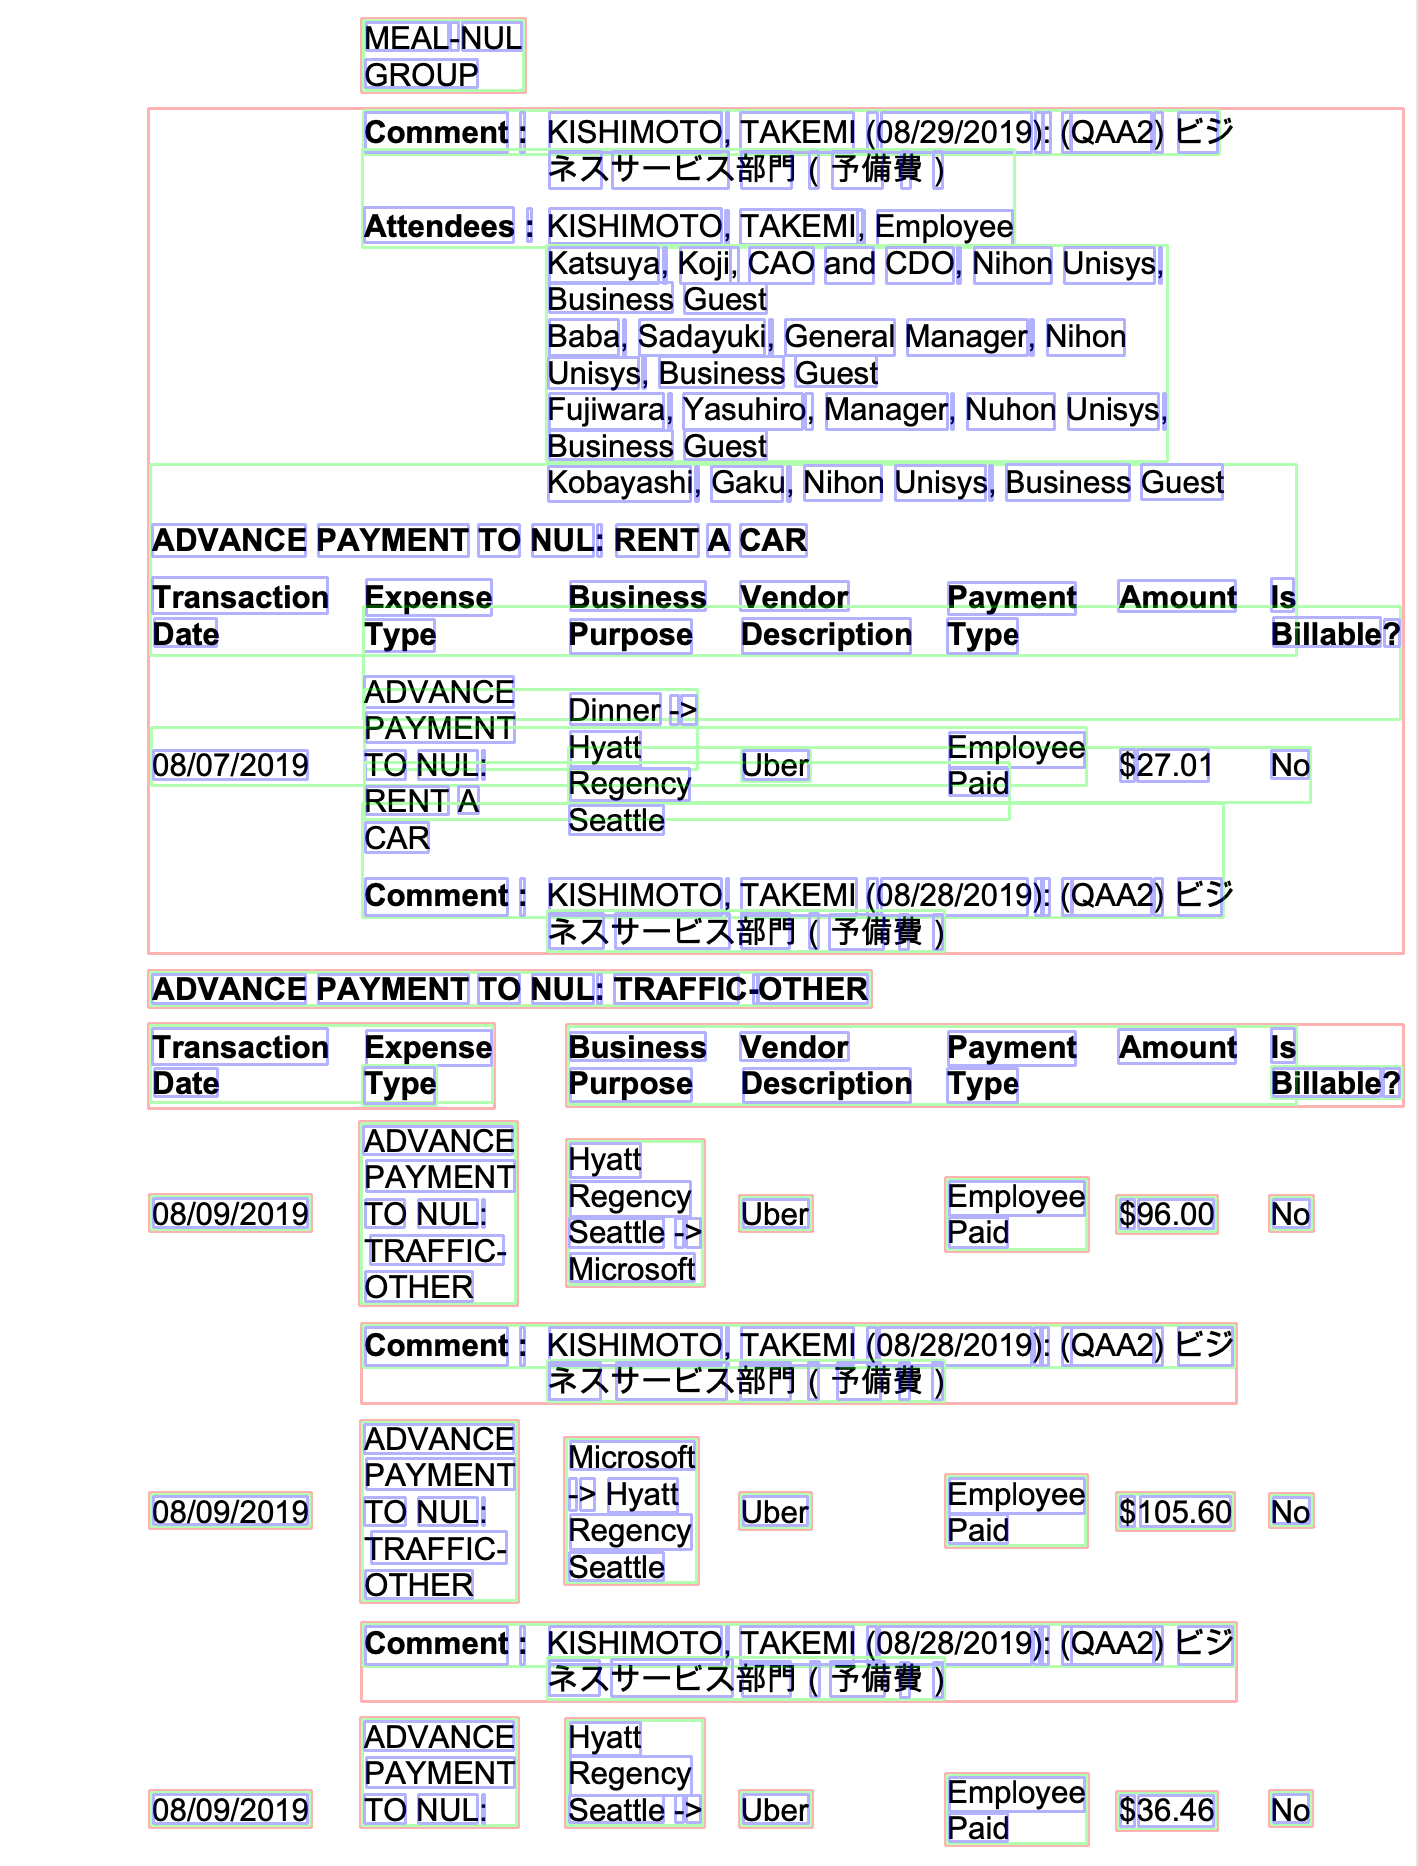 MEAL-NUL
GROUP
Comment : KISHIMOTO, TAKEMI (08/29/2019): (QAA2) ビジ
ネスサービス部門 ( 予備費 )
Attendees : KISHIMOTO, TAKEMI, Employee
Katsuya, Koji, CAO and CDO, Nihon Unisys,
Business Guest
Baba, Sadayuki, General Manager, Nihon
Unisys, Business Guest
Fujiwara, Yasuhiro, Manager, Nuhon Unisys,
Business Guest
Kobayashi, Gaku, Nihon Unisys, Business Guest
ADVANCE PAYMENT TO NUL: RENT A CAR
Transaction Expense Business Vendor Payment Amount Is
Date Type Purpose Description Type Billable?
ADVANCE
PAYMENT Dinner ->
08/07/2019 TO NUL: Hyatt Uber Employee $27.01 No
RENT A Regency Paid
CAR Seattle
Comment : KISHIMOTO, TAKEMI (08/28/2019): (QAA2) ビジ
ネスサービス部門 ( 予備費 )
ADVANCE PAYMENT TO NUL: TRAFFIC-OTHER
Transaction Expense Business Vendor Payment Amount Is
Date Type Purpose Description Type Billable?
ADVANCE Hyatt
PAYMENT Regency Employee
08/09/2019 TO NUL: Seattle -> Uber Paid $96.00 No
TRAFFIC- Microsoft
OTHER
Comment : KISHIMOTO, TAKEMI (08/28/2019): (QAA2) ビジ
ネスサービス部門 ( 予備費 )
ADVANCE Microsoft
PAYMENT -> Hyatt Employee
08/09/2019 TO NUL: Regency Uber Paid $105.60 No
TRAFFIC- Seattle
OTHER
Comment : KISHIMOTO, TAKEMI (08/28/2019): (QAA2) ビジ
ネスサービス部門 ( 予備費 )
ADVANCE Hyatt
PAYMENT Regency Employee
08/09/2019 TO NUL: Seattle -> Uber Paid $36.46 No